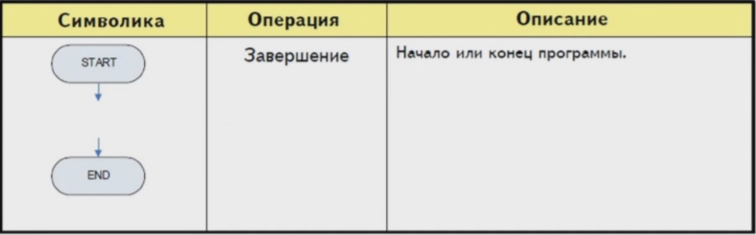 Символика Операция Описание
START Завершение Начало или конец программы.
END